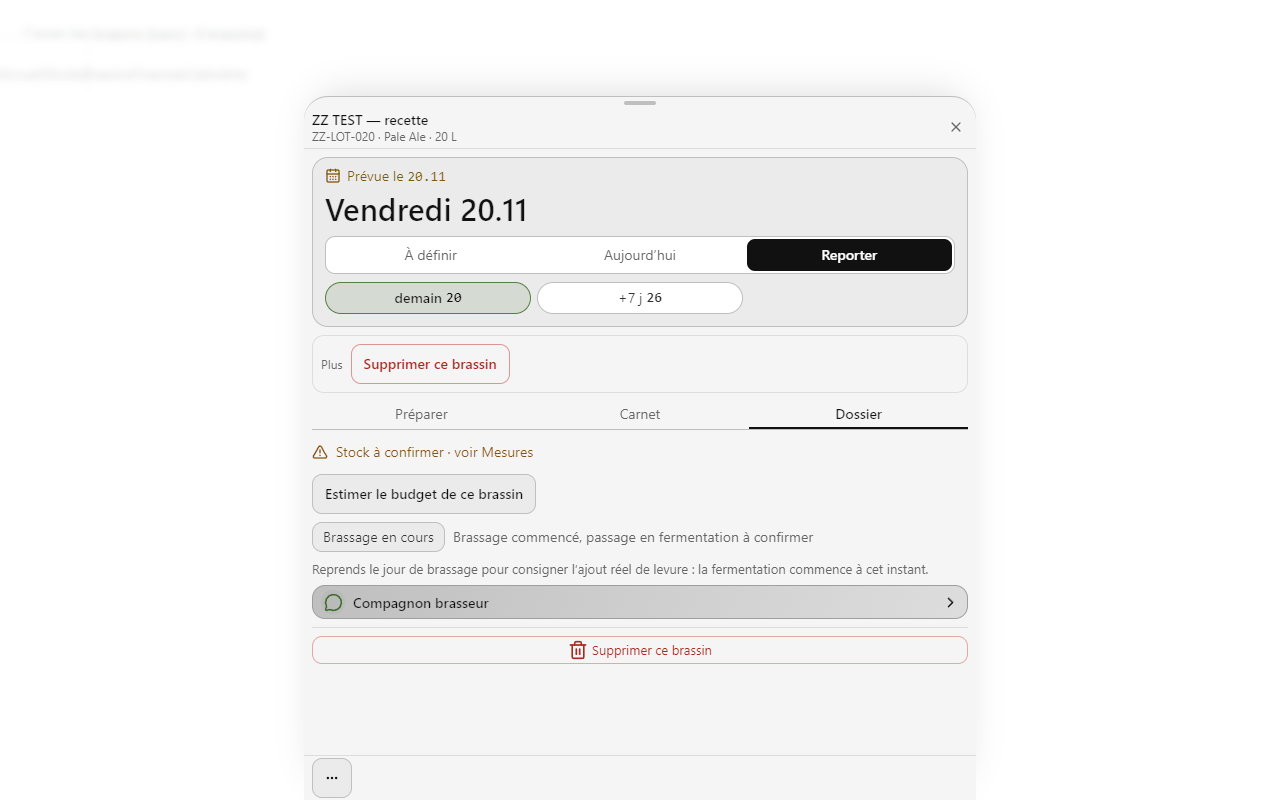 ZZ TEST — recette
ZZ-LOT-020 · Pale Ale · 20 L
Prévue le 20.11
Vendredi 20.11
À définir
Aujourd’hui
Reporter
demain 20
+7 j 26
Plus
Supprimer ce brassin
Préparer
Carnet
Dossier
Stock à confirmer · voir Mesures
Estimer le budget de ce brassin
Brassage en cours
Brassage commencé, passage en fermentation à confirmer
Reprends le jour de brassage pour consigner l’ajout réel de levure : la fermentation commence à cet instant.
Compagnon brasseur
Supprimer ce brassin